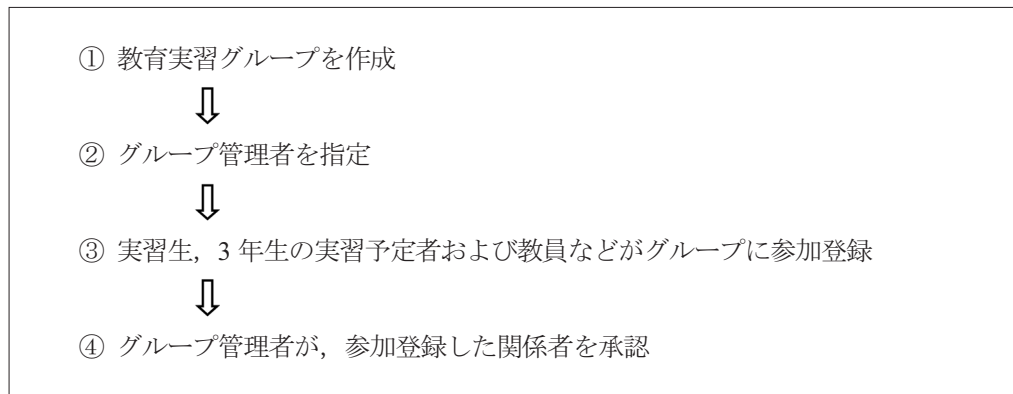 ① 教育実習グループを作成
⇩
② グループ管理者を指定
⇩
③ 実習生，3 年生の実習予定者および教員などがグループに参加登録
⇩
④ グループ管理者が，参加登録した関係者を承認